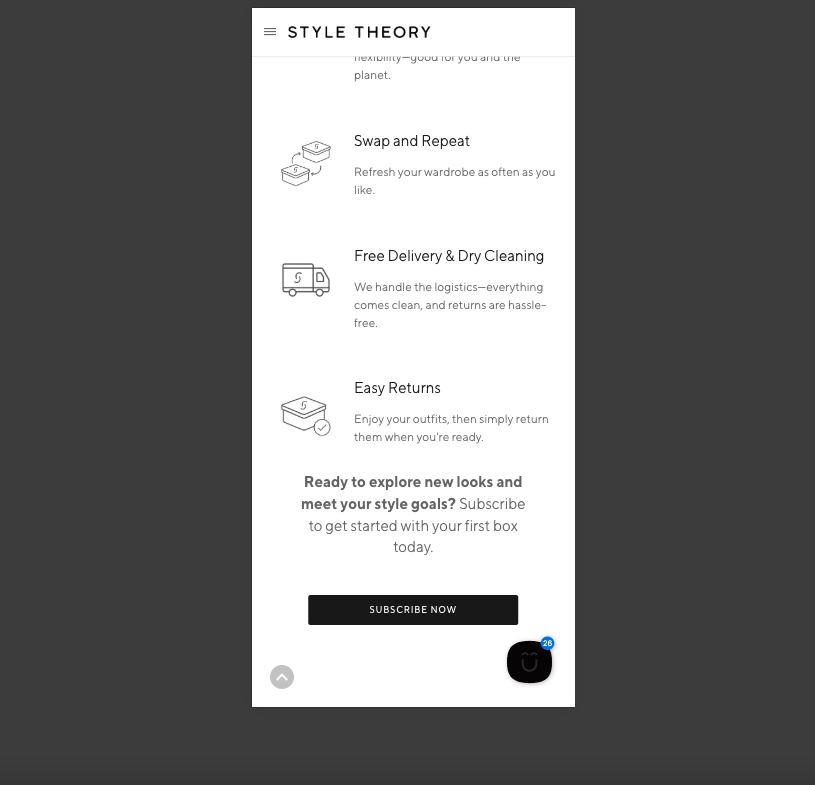 STYLE THEORY
flexibility—good for you and the
planet.
Swap and Repeat
Refresh your wardrobe as often as you
like.
Free Delivery & Dry Cleaning
We handle the logistics—everything
comes clean, and returns are hassle-
free.
Easy Returns
Enjoy your outfits, then simply return
them when you're ready.
Ready to explore new looks and
meet your style goals? Subscribe
to get started with your first box
today.
SUBSCRIBE NOW
26